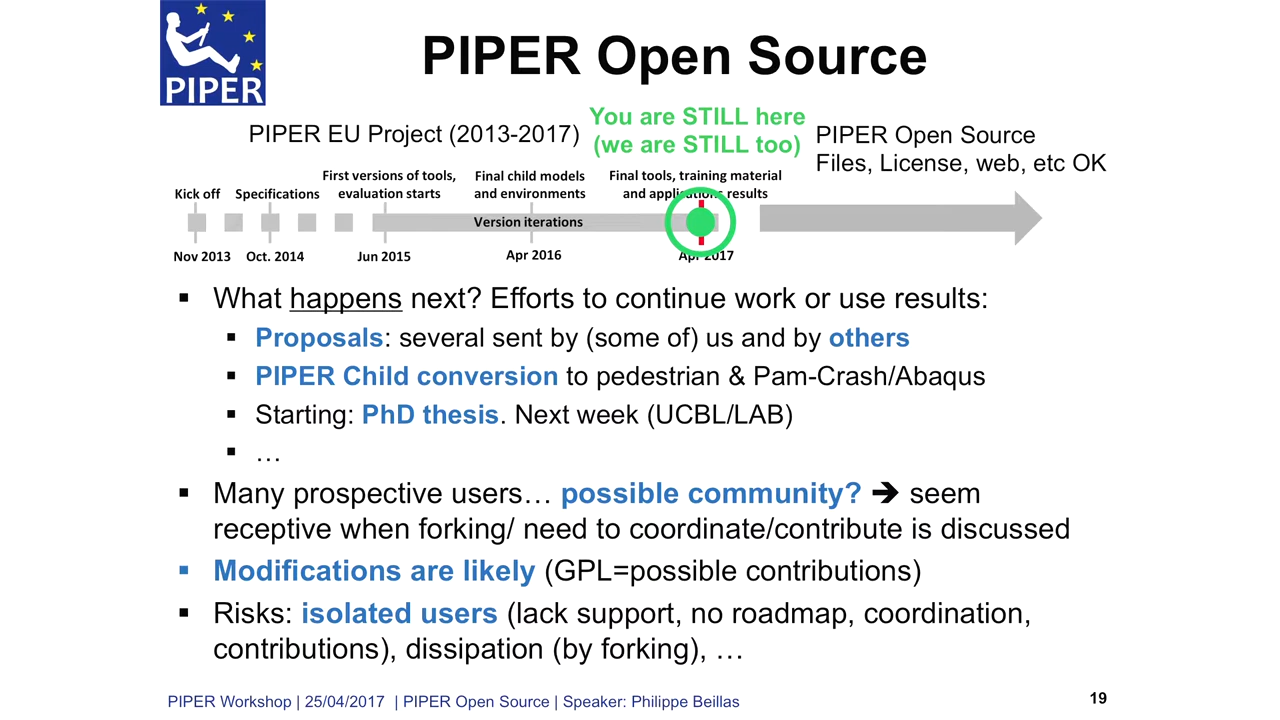 PIPER
PIPER Open Source
PIPER EU Project (2013-2017)
You are STILL here
(we are STILL too)
PIPER Open Source
Files, License, web, etc OK
Kick off
Specifications
First versions of tools,
evaluation starts
Final child models
and environments
Final tools, training material
and applications results
Version iterations
Nov 2013
Oct. 2014
Jun 2015
Apr 2016
Apr 2017
▪ What happens next? Efforts to continue work or use results:
▪ Proposals: several sent by (some of) us and by others
▪ PIPER Child conversion to pedestrian & Pam-Crash/Abaqus
▪ Starting: PhD thesis. Next week (UCBL/LAB)
▪ …
▪ Many prospective users… possible community? ➔ seem
receptive when forking/ need to coordinate/contribute is discussed
▪ Modifications are likely (GPL=possible contributions)
▪ Risks: isolated users (lack support, no roadmap, coordination,
contributions), dissipation (by forking), …
PIPER Workshop | 25/04/2017 | PIPER Open Source | Speaker: Philippe Beillas
19